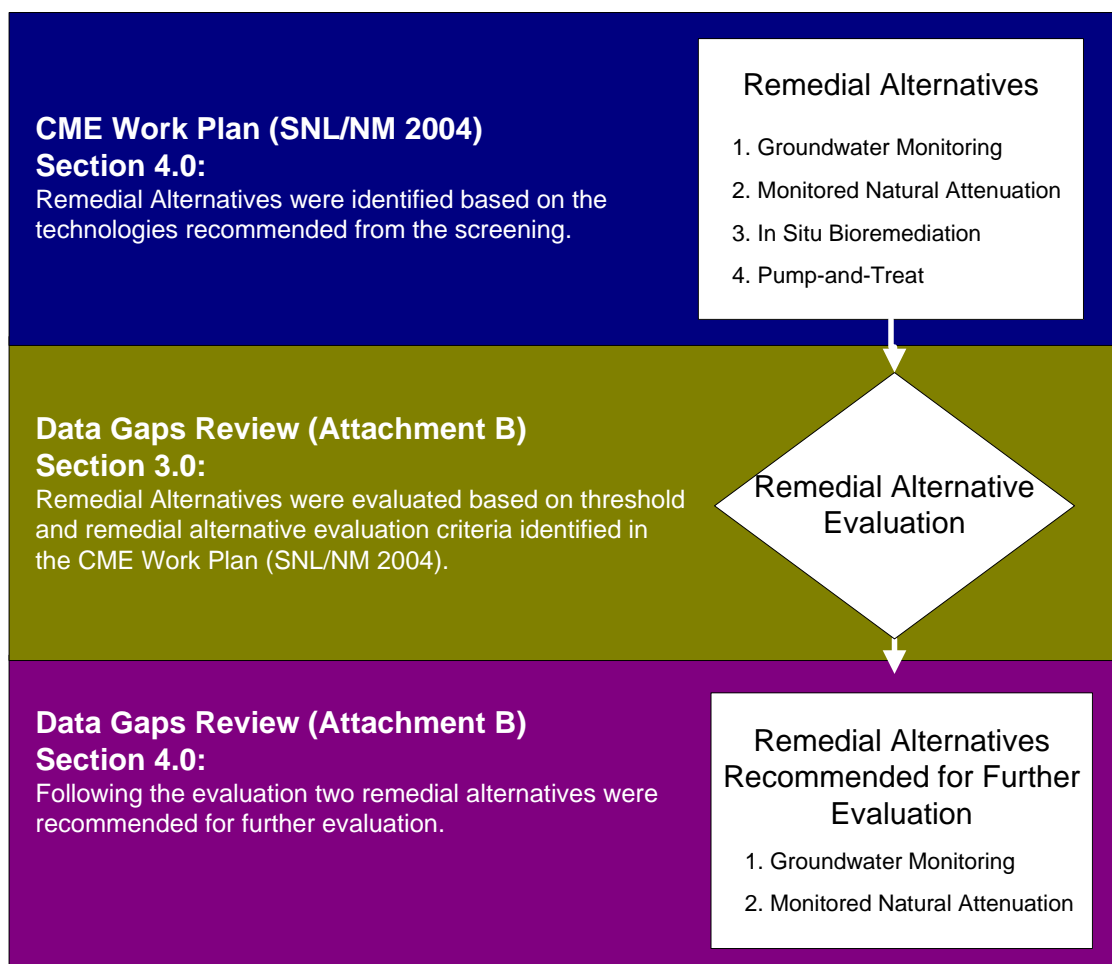 CME Work Plan (SNL/NM 2004)
Section 4.0:
Remedial Alternatives were identified based on the
technologies recommended from the screening.
Remedial Alternatives
1. Groundwater Monitoring
2. Monitored Natural Attenuation
3. In Situ Bioremediation
4. Pump-and-Treat
Data Gaps Review (Attachment B)
Section 3.0:
Remedial Alternatives were evaluated based on threshold
and remedial alternative evaluation criteria identified in
the CME Work Plan (SNL/NM 2004).
Remedial Alternative
Evaluation
Data Gaps Review (Attachment B)
Section 4.0:
Following the evaluation two remedial alternatives were
recommended for further evaluation.
Remedial Alternatives
Recommended for Further
Evaluation
1. Groundwater Monitoring
2. Monitored Natural Attenuation